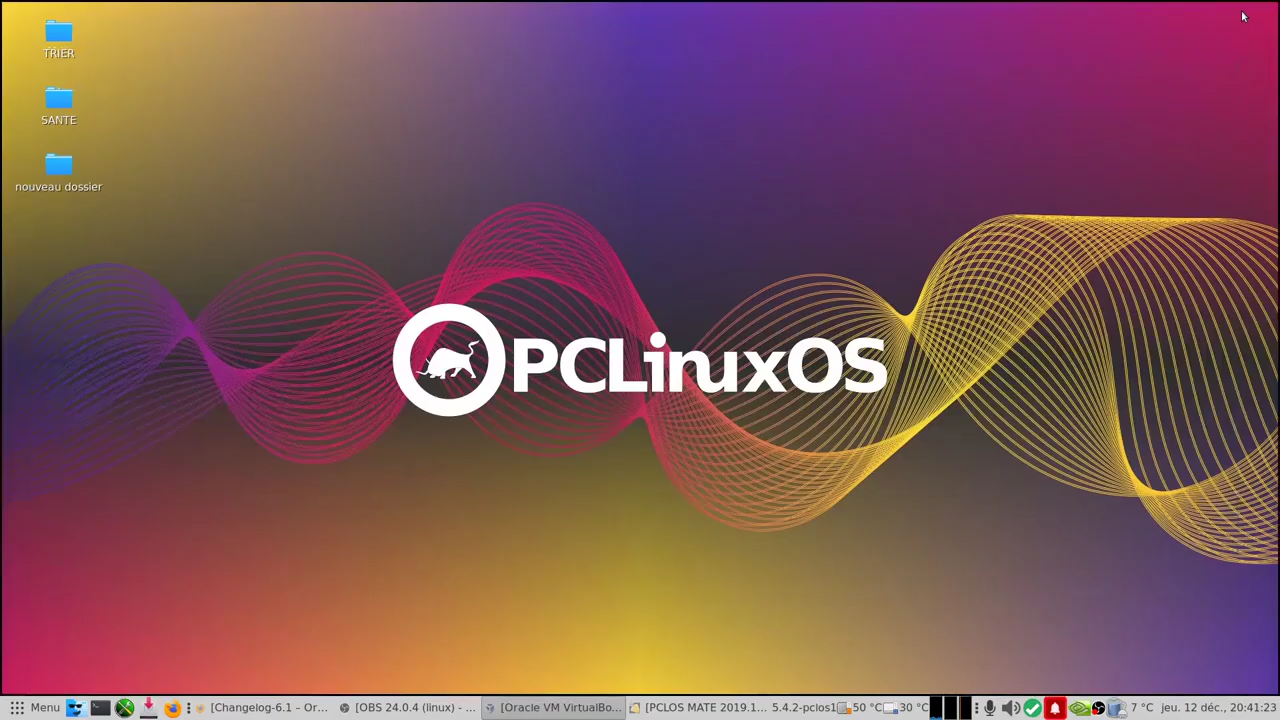 TRIER
SANTE
nouveau dossier
PCLinuxOS
Menu [Changelog-6.1 – Or... [OBS 24.0.4 (linux) - ... [Oracle VM VirtualBo... [PCLOS MATE 2019.1... 5.4.2-pclos1 50 °C 30 °C 7 °C jeu. 12 déc., 20:41:23